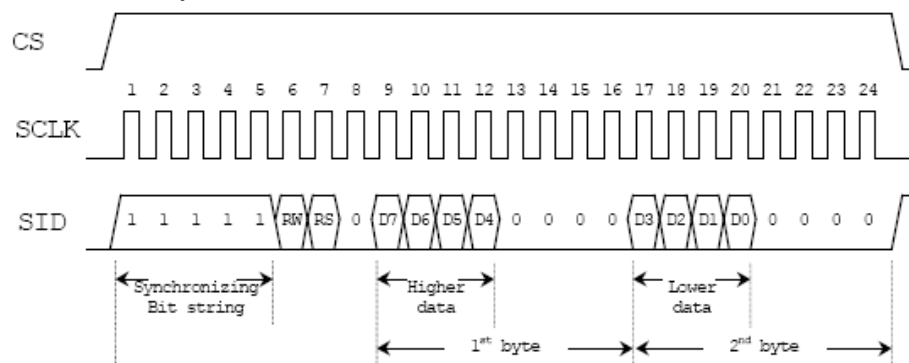 CS
1 2 3 4 5 6 7 8 9 10 11 12 13 14 15 16 17 18 19 20 21 22 23 24
SCLK
SID 1 1 1 1 1 RW RS 0 D7 D6 D5 D4 0 0 0 0 D3 D2 D1 D0 0 0 0 0
Synchronizing Higher Lower
Bit string data data
1st byte 2nd byte